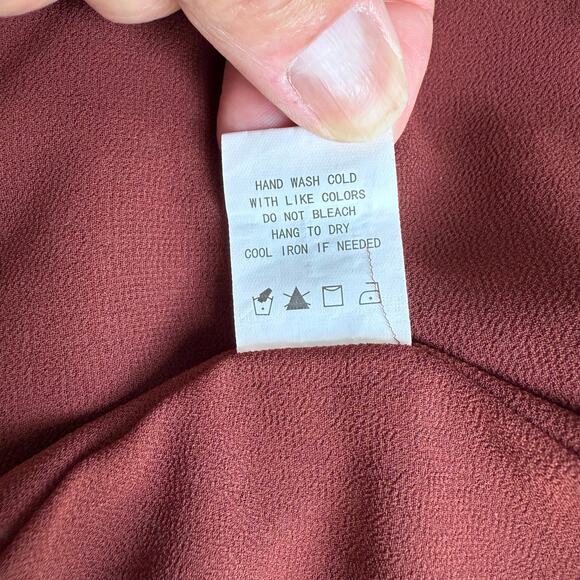 HAND WASH COLD
WITH LIKE COLORS
DO NOT BLEACH
HANG TO DRY
COOL IRON IF NEEDED